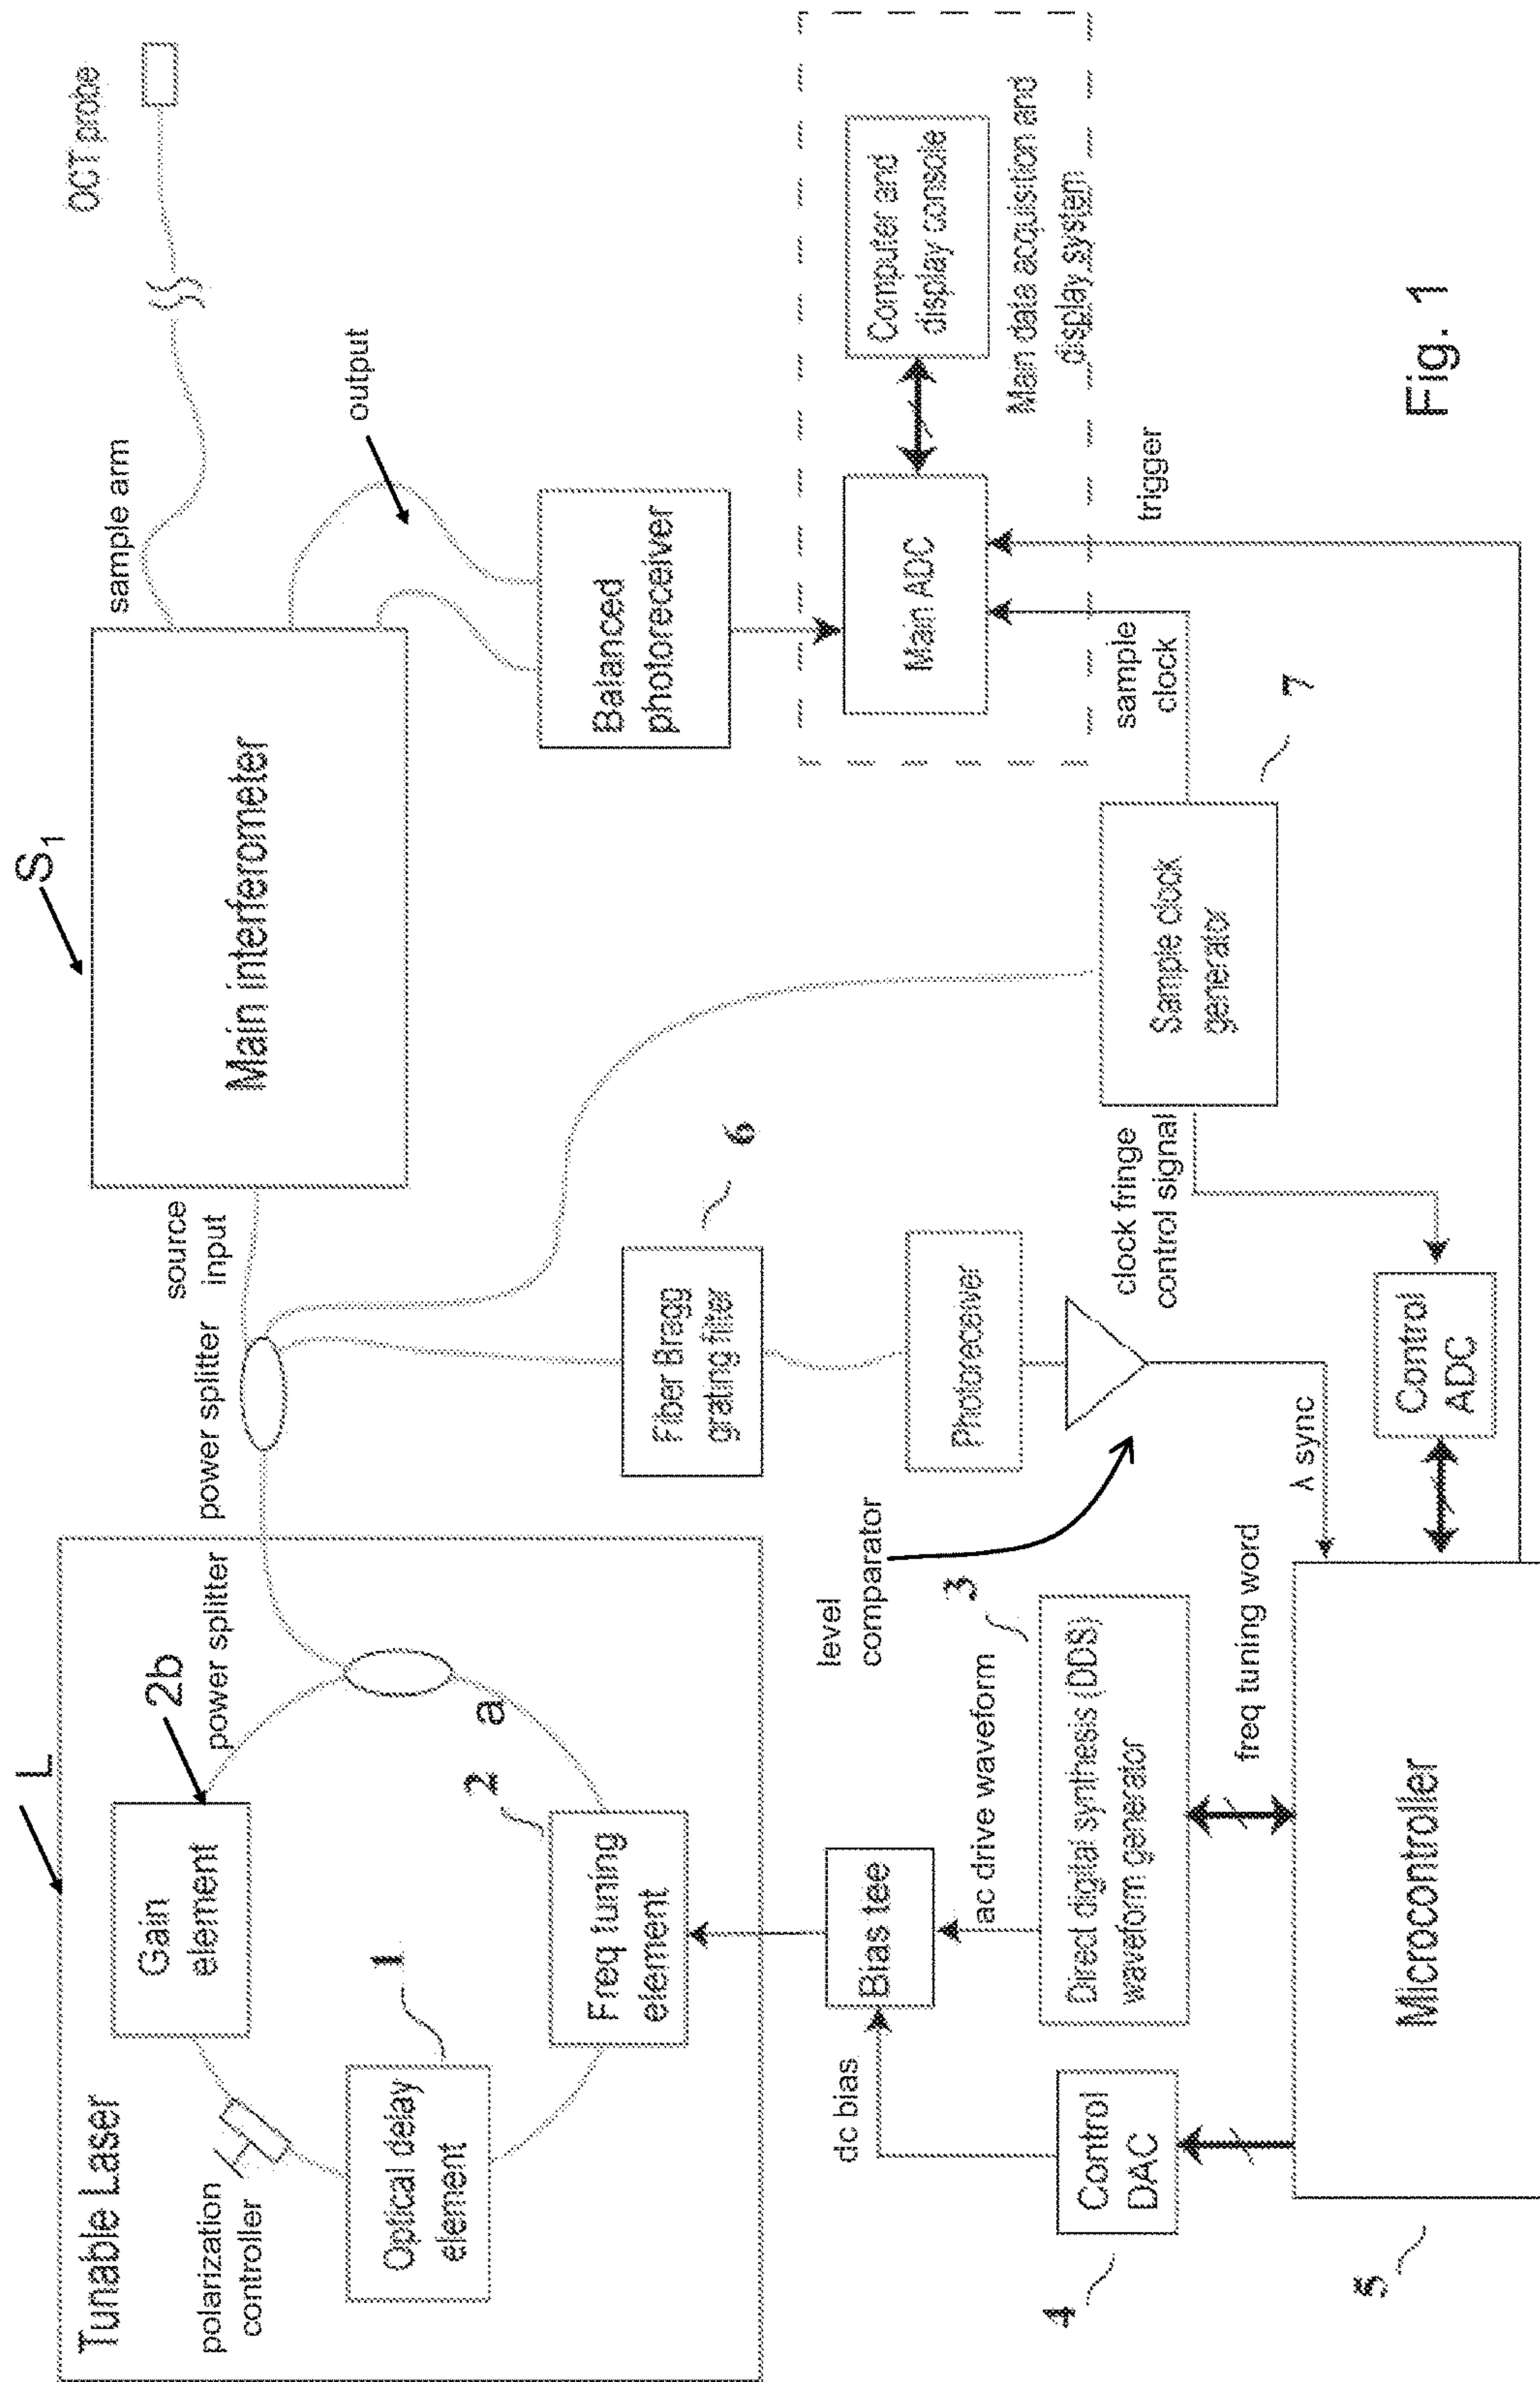 Tunable Laser
L
polarization
controller
Gain
element
2b
power splitter
1
Optical delay
element
2
Freq tuning
element
a
power splitter
source
input
S1
Main interferometer
sample arm
OCT probe
output
Balanced
photoreceiver
6
Fiber Bragg
grating filter
Photoreceiver
level
comparator
λ sync
dc bias
Bias tee
ac drive waveform
3
Direct digital synthesis (DDS)
waveform generator
4
Control
DAC
freq tuning word
5
Microcontroller
Control
ADC
clock fringe
control signal
Sample clock
generator
7
sample
clock
trigger
Main ADC
Computer and
display console
Main data acquisition and
display system
Fig. 1